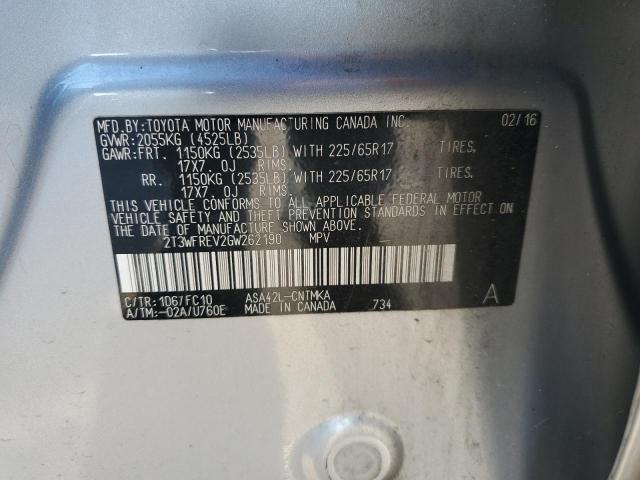 MFD.BY:TOYOTA MOTOR MANUFACTURING CANADA INC. 02/16
GVWR:2055KG (4525LB)
GAWR:FRT. 1150KG (2535LB) WITH 225/65R17 TIRES,
17X7.0J RIMS,
RR. 1150KG (2535LB) WITH 225/65R17 TIRES,
17X7.0J RIMS,
THIS VEHICLE CONFORMS TO ALL APPLICABLE FEDERAL MOTOR
VEHICLE SAFETY AND THEFT PREVENTION STANDARDS IN EFFECT ON
THE DATE OF MANUFACTURE SHOWN ABOVE.
2T3WFREV2GW262190 MPV
C/TR:1D6/FC10 ASA42L-CNTMKA A
A/TM:-02A/U760E MADE IN CANADA 734